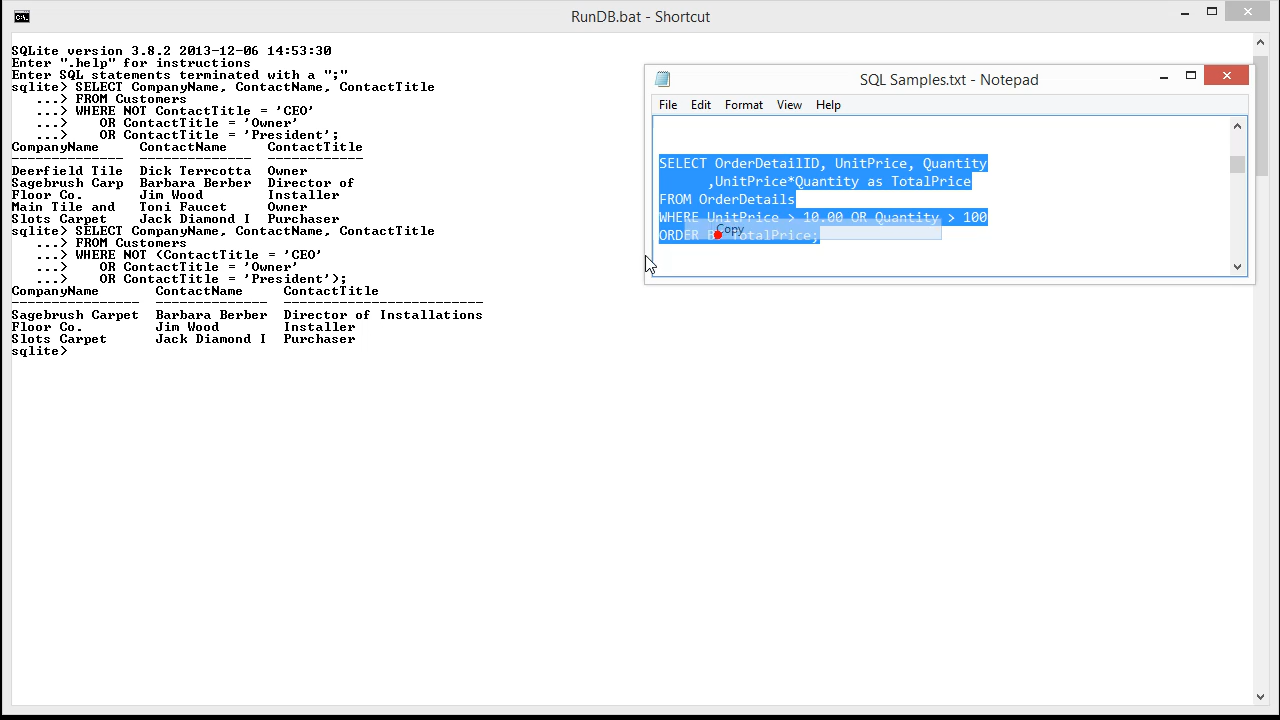 RunDB.bat - Shortcut
SQLite version 3.8.2 2013-12-06 14:53:30
Enter ".help" for instructions
Enter SQL statements terminated with a ";"
sqlite> SELECT CompanyName, ContactName, ContactTitle
...> FROM Customers
...> WHERE NOT ContactTitle = 'CEO'
...> OR ContactTitle = 'Owner'
...> OR ContactTitle = 'President';
CompanyName ContactName ContactTitle
-------------- -------------- ------------
Deerfield Tile Dick Terrcotta Owner
Sagebrush Carp Barbara Berber Director of
Floor Co. Jim Wood Installer
Main Tile and Toni Faucet Owner
Slots Carpet Jack Diamond I Purchaser
sqlite> SELECT CompanyName, ContactName, ContactTitle
...> FROM Customers
...> WHERE NOT (ContactTitle = 'CEO'
...> OR ContactTitle = 'Owner'
...> OR ContactTitle = 'President');
CompanyName ContactName ContactTitle
---------------- -------------- -------------------------
Sagebrush Carpet Barbara Berber Director of Installations
Floor Co. Jim Wood Installer
Slots Carpet Jack Diamond I Purchaser
sqlite>
SQL Samples.txt - Notepad
File Edit Format View Help
SELECT OrderDetailID, UnitPrice, Quantity
,UnitPrice*Quantity as TotalPrice
FROM OrderDetails
WHERE UnitPrice > 10.00 OR Quantity > 100
Copy
ORDER BY TotalPrice;